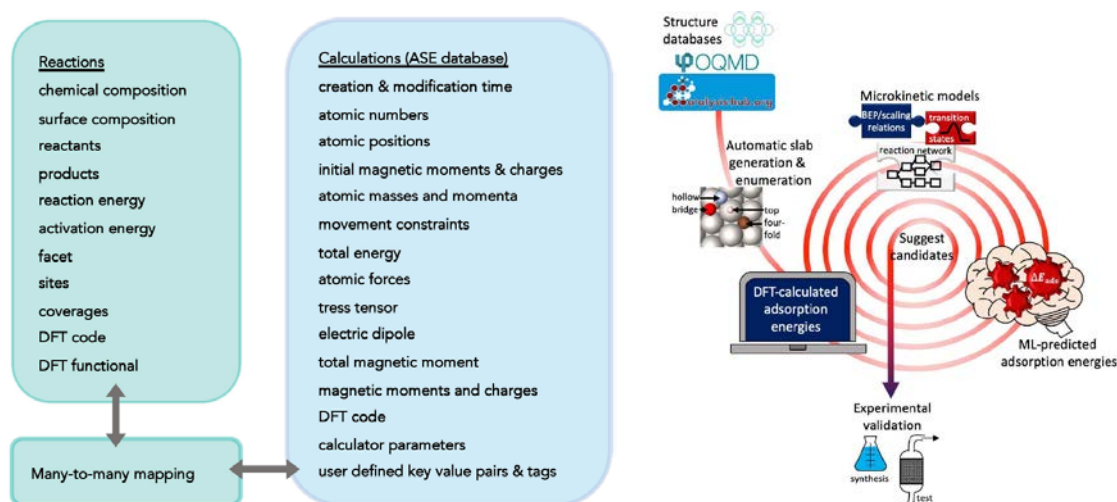 Reactions
chemical composition
surface composition
reactants
products
reaction energy
activation energy
facet
sites
coverages
DFT code
DFT functional
Many-to-many mapping
Calculations (ASE database)
creation & modification time
atomic numbers
atomic positions
initial magnetic moments & charges
atomic masses and momenta
movement constraints
total energy
atomic forces
tress tensor
electric dipole
total magnetic moment
magnetic moments and charges
DFT code
calculator parameters
user defined key value pairs & tags
Structure
databases
OQMD
Automatic slab
generation &
enumeration
hollow
bridge
top
four-
fold
DFT-calculated
adsorption
energies
Microkinetic models
BEP/scaling
relations
transition
states
reaction network
Suggest
candidates
ΔEads
ML-predicted
adsorption energies
Experimental
validation
synthesis
test